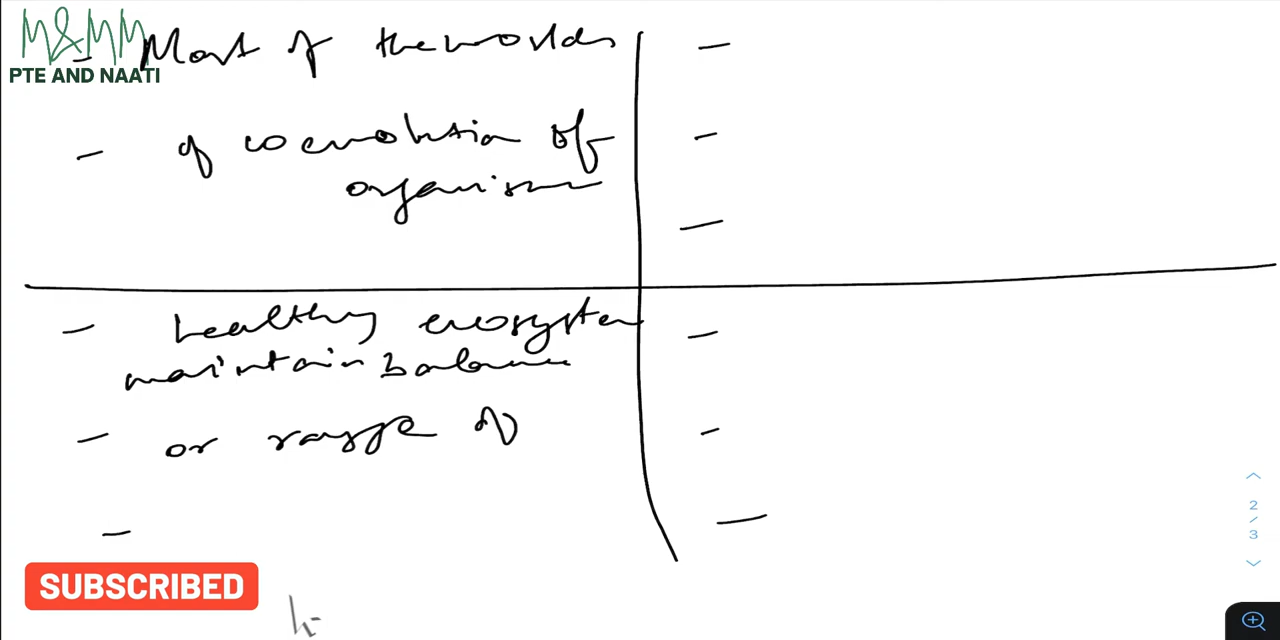 M&MM
PTE AND NAATI
- Most of the worlds -
- of coevolution of -
organism
-
- healthy ecosystem -
maintain balance
- or range of -
- -
SUBSCRIBED
2
/
3